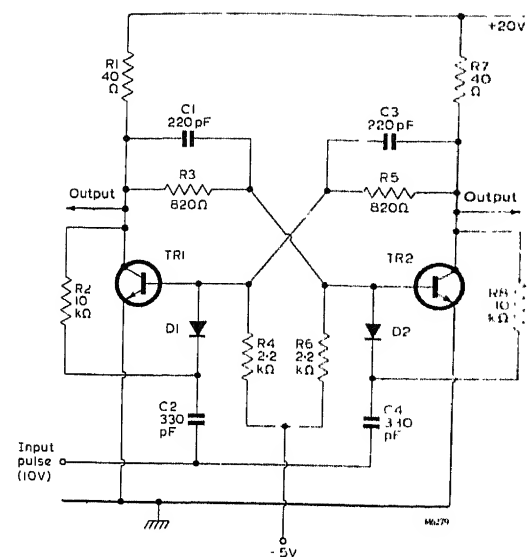 +20V
R1
40
Ω
R7
40
Ω
C1
220pF
C3
220pF
R3
820Ω
R5
820Ω
Output
Output
TR1
TR2
R2
10
kΩ
R8
10
kΩ
D1
R4
2·2
kΩ
R6
2·2
kΩ
D2
C2
330
pF
C4
330
pF
Input
pulse
(10V)
-5V
M6279